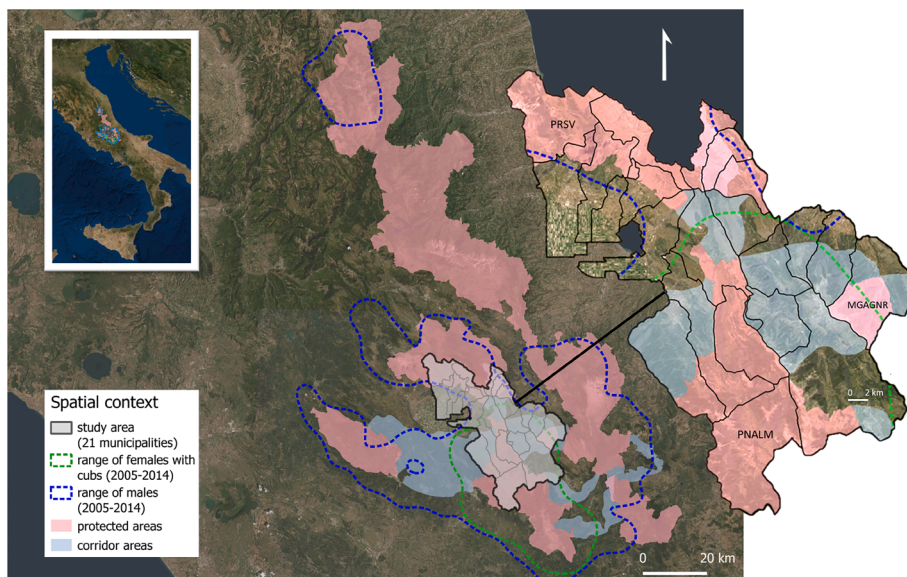 PRSV
MGAGNR
0 2 km
PNALM
Spatial context
study area
(21 municipalities)
range of females with
cubs (2005-2014)
range of males
(2005-2014)
protected areas
corridor areas
0 20 km